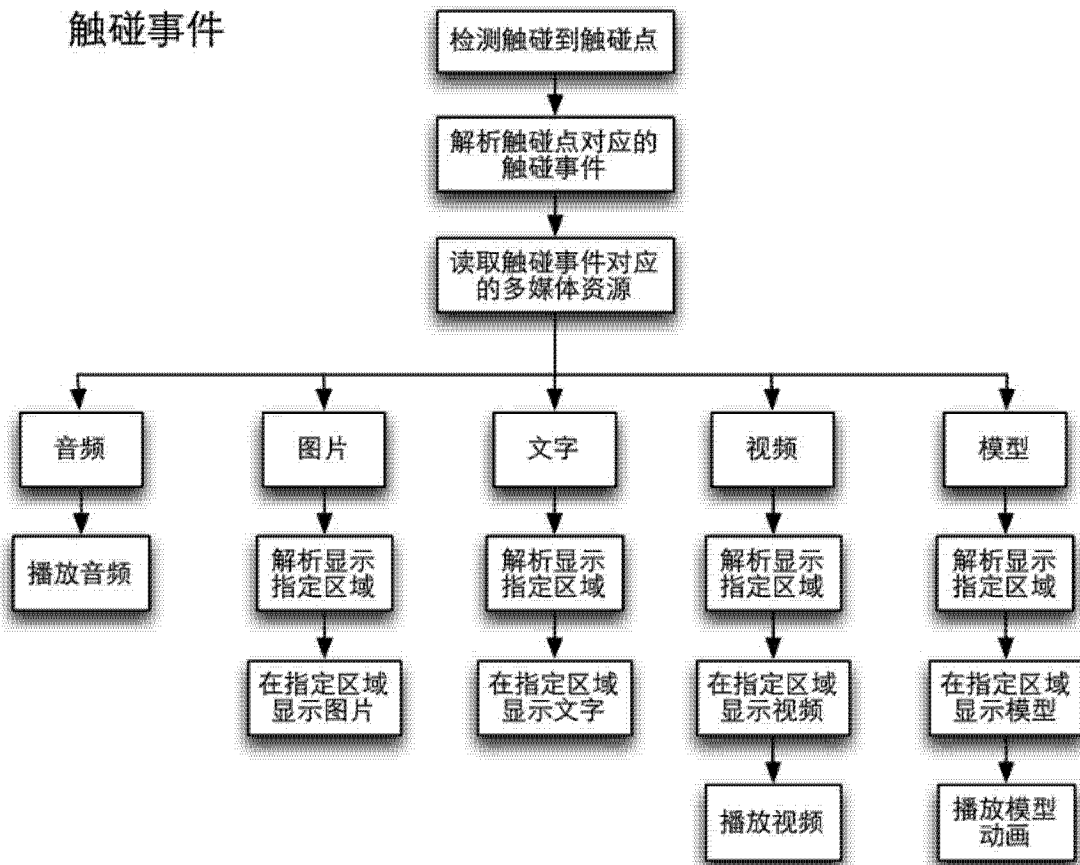 触碰事件
检测触碰到触碰点
解析触碰点对应的
触碰事件
读取触碰事件对应
的多媒体资源
音频
图片
文字
视频
模型
播放音频
解析显示
指定区域
解析显示
指定区域
解析显示
指定区域
解析显示
指定区域
在指定区域
显示图片
在指定区域
显示文字
在指定区域
显示视频
在指定区域
显示模型
播放视频
播放模型
动画